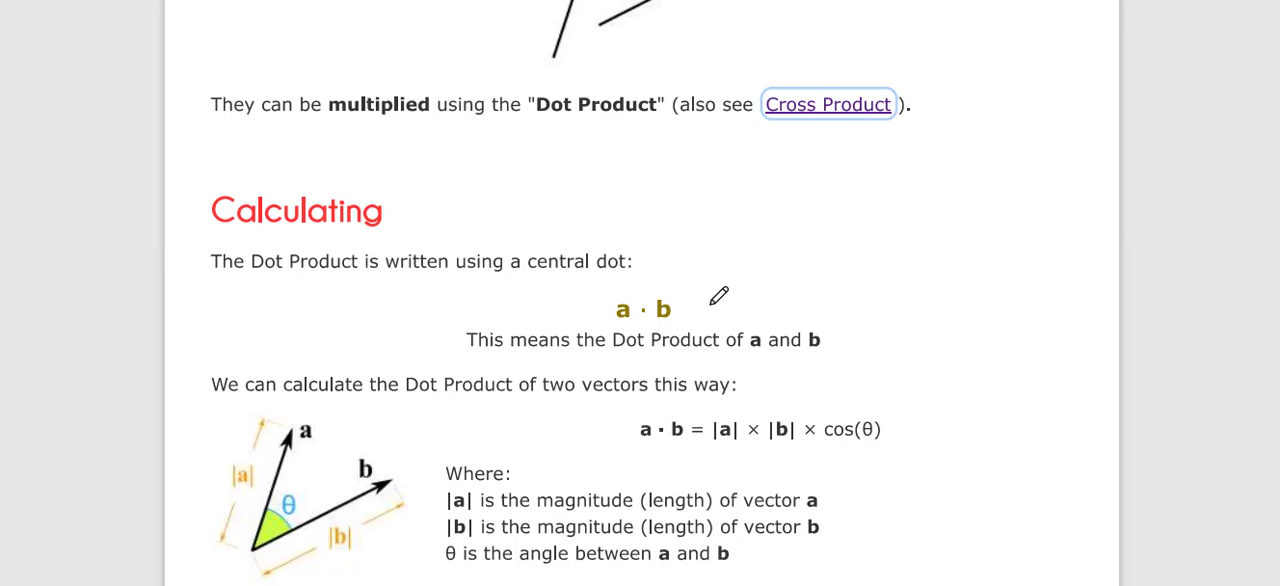 They can be multiplied using the "Dot Product" (also see Cross Product ).
Calculating
The Dot Product is written using a central dot:
a · b
This means the Dot Product of a and b
We can calculate the Dot Product of two vectors this way:
a · b = |a| × |b| × cos(θ)
a
|a|
b
θ
|b|
Where:
|a| is the magnitude (length) of vector a
|b| is the magnitude (length) of vector b
θ is the angle between a and b